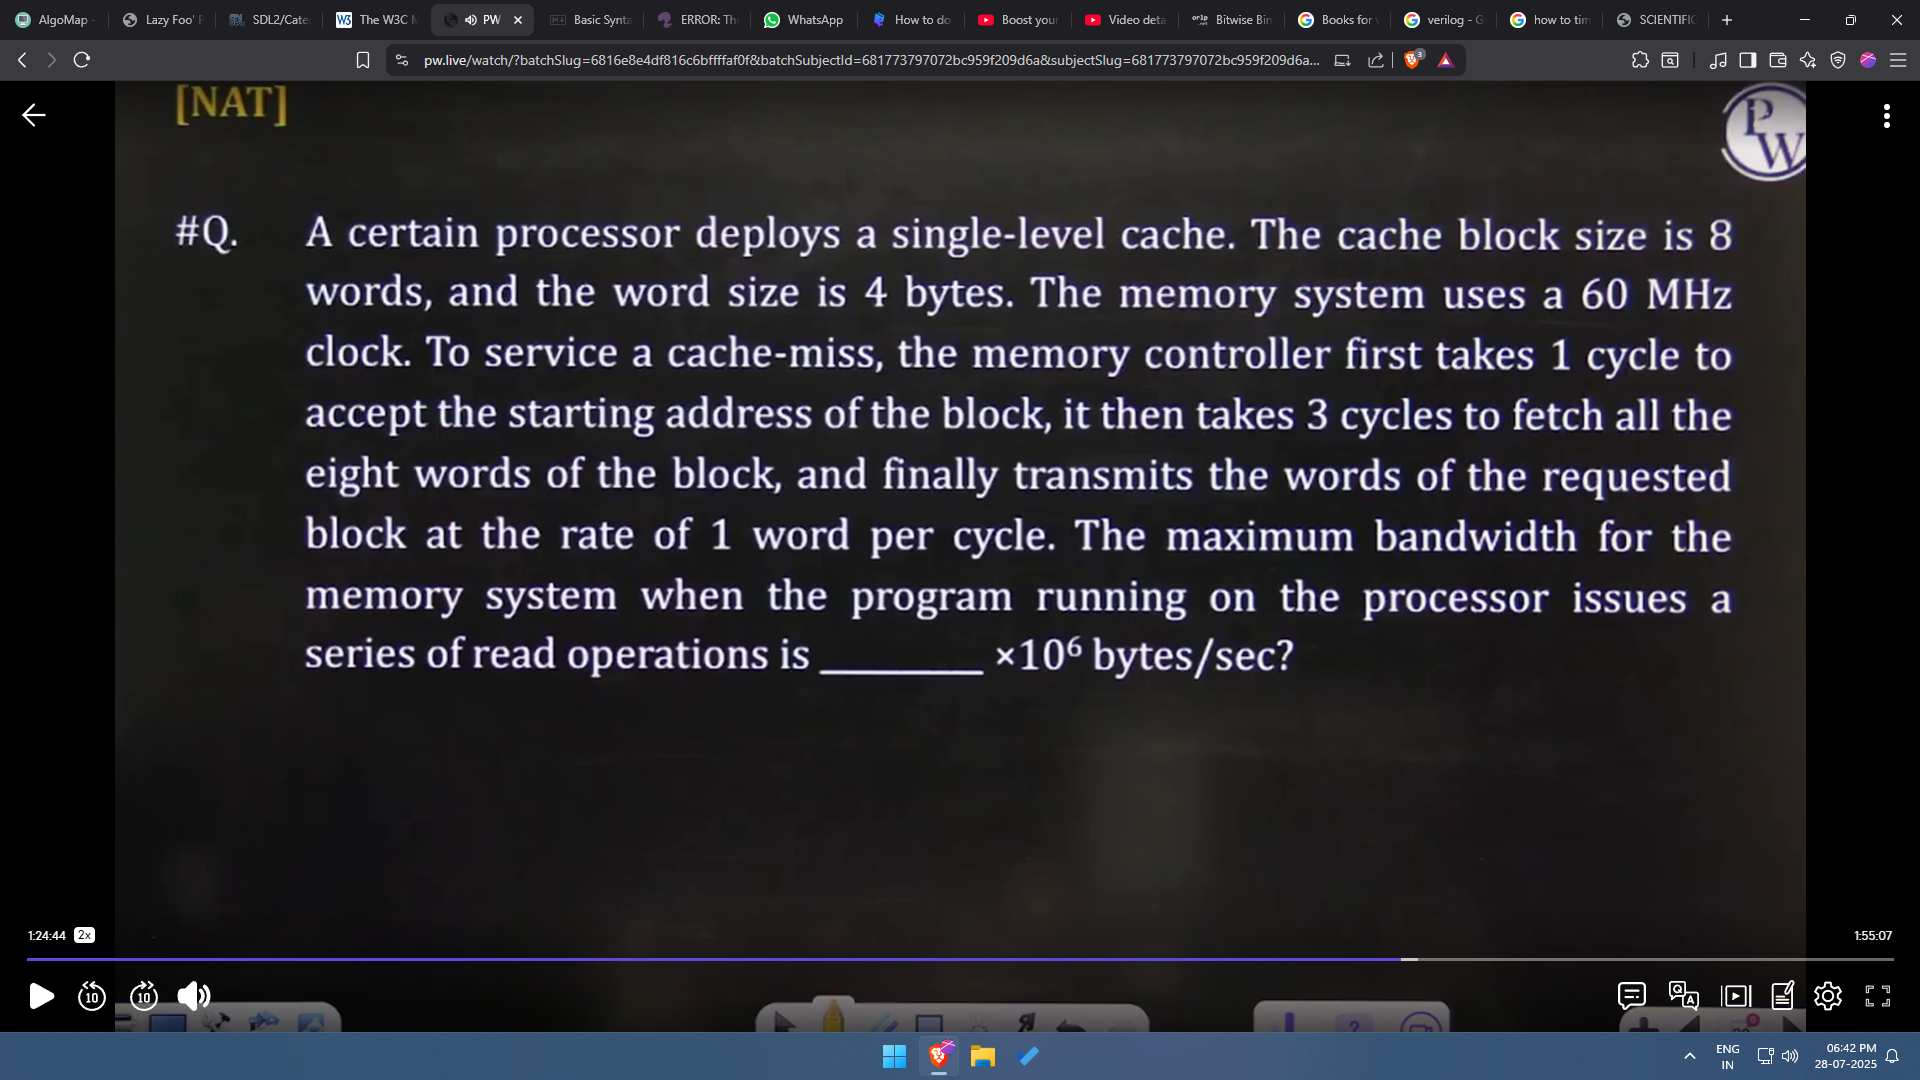 AlgoMap -
Lazy Foo' P
SDL2/Cate
The W3C M
PW
Basic Synta
ERROR: Th
WhatsApp
How to do
Boost your
Video deta
Bitwise Bin
Books for v
verilog - G
how to tim
SCIENTIFIC
pw.live/watch/?batchSlug=6816e8e4df816c6bffffaf0f&batchSubjectId=681773797072bc959f209d6a&subjectSlug=681773797072bc959f209d6a...
3
[NAT]
PW
#Q. A certain processor deploys a single-level cache. The cache block size is 8
words, and the word size is 4 bytes. The memory system uses a 60 MHz
clock. To service a cache-miss, the memory controller first takes 1 cycle to
accept the starting address of the block, it then takes 3 cycles to fetch all the
eight words of the block, and finally transmits the words of the requested
block at the rate of 1 word per cycle. The maximum bandwidth for the
memory system when the program running on the processor issues a
series of read operations is ________ ×10⁶ bytes/sec?
1:24:44 2x
1:55:07
10
10
ENG
IN
06:42 PM
28-07-2025